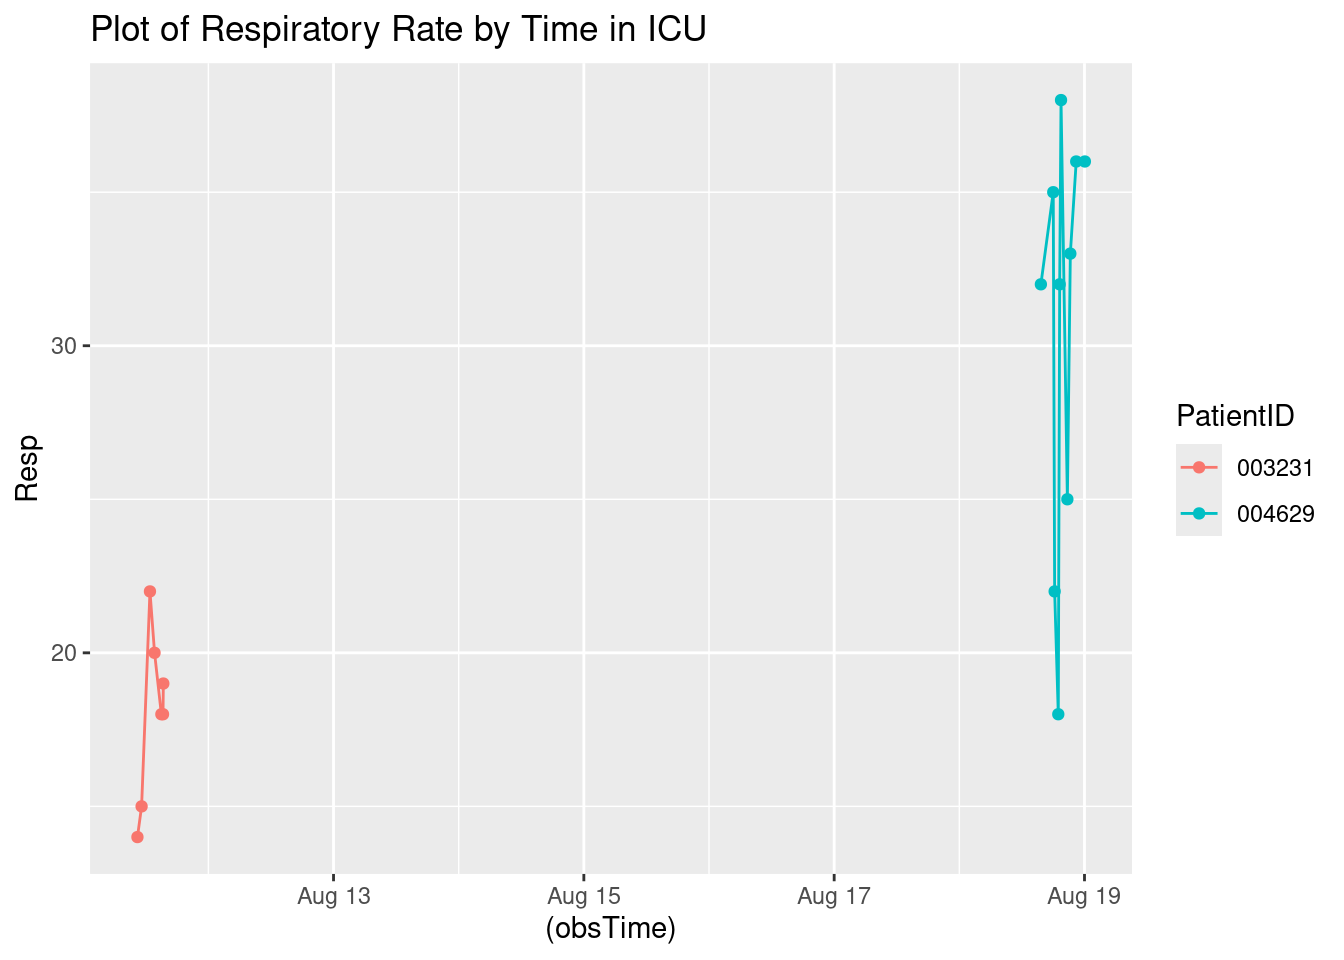 Plot of Respiratory Rate by Time in ICU
Resp
30
20
Aug 13
Aug 15
Aug 17
Aug 19
(obsTime)
PatientID
003231
004629